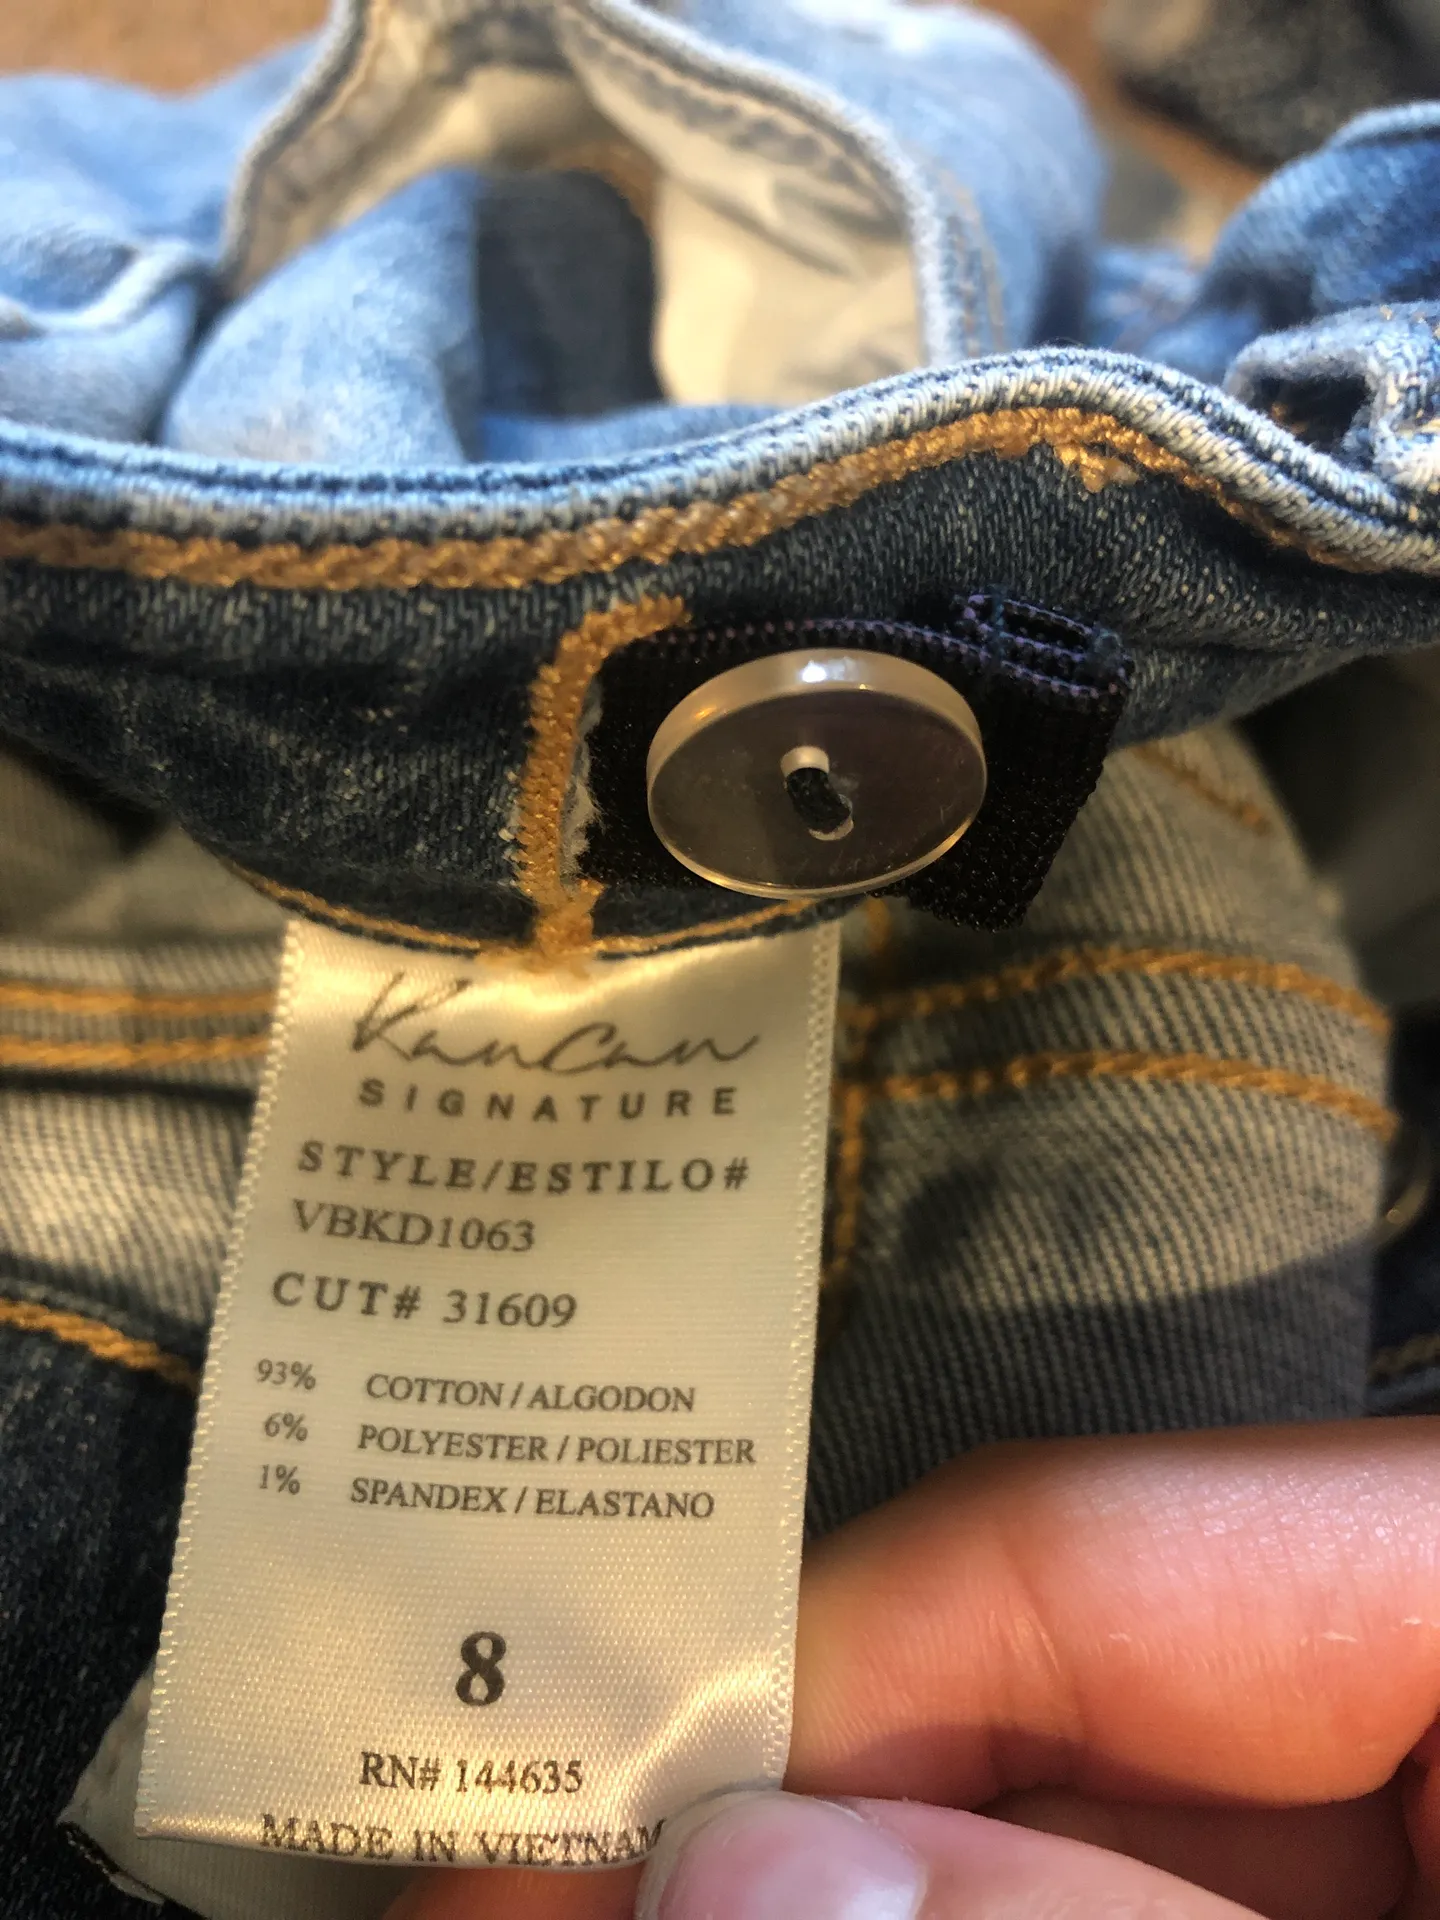 KanCan
SIGNATURE
STYLE/ESTILO#
VBKD1063
CUT# 31609
93% COTTON / ALGODON
6% POLYESTER / POLIESTER
1% SPANDEX / ELASTANO
8
RN# 144635
MADE IN VIETNAM